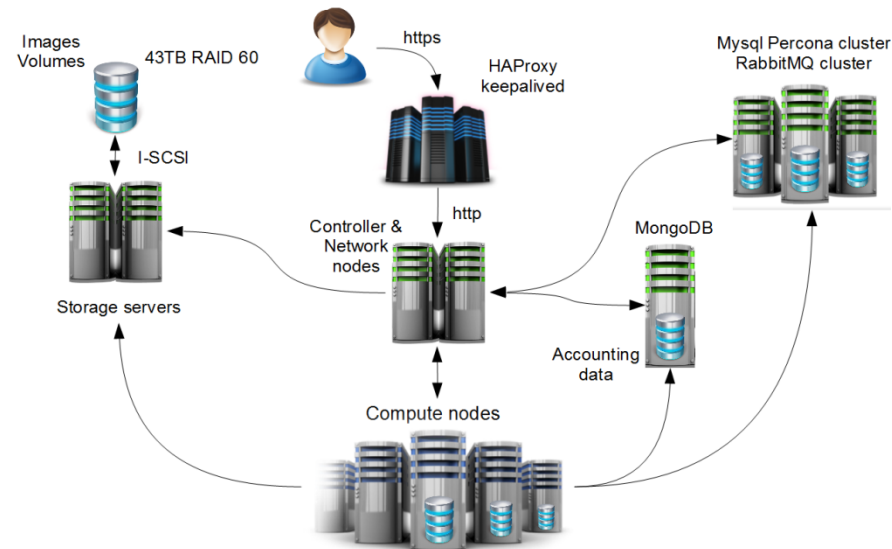 Images
Volumes
43TB RAID 60
https
HAProxy
keepalived
Mysql Percona cluster
RabbitMQ cluster
I-SCSI
http
Controller &
Network
nodes
MongoDB
Storage servers
Accounting
data
Compute nodes